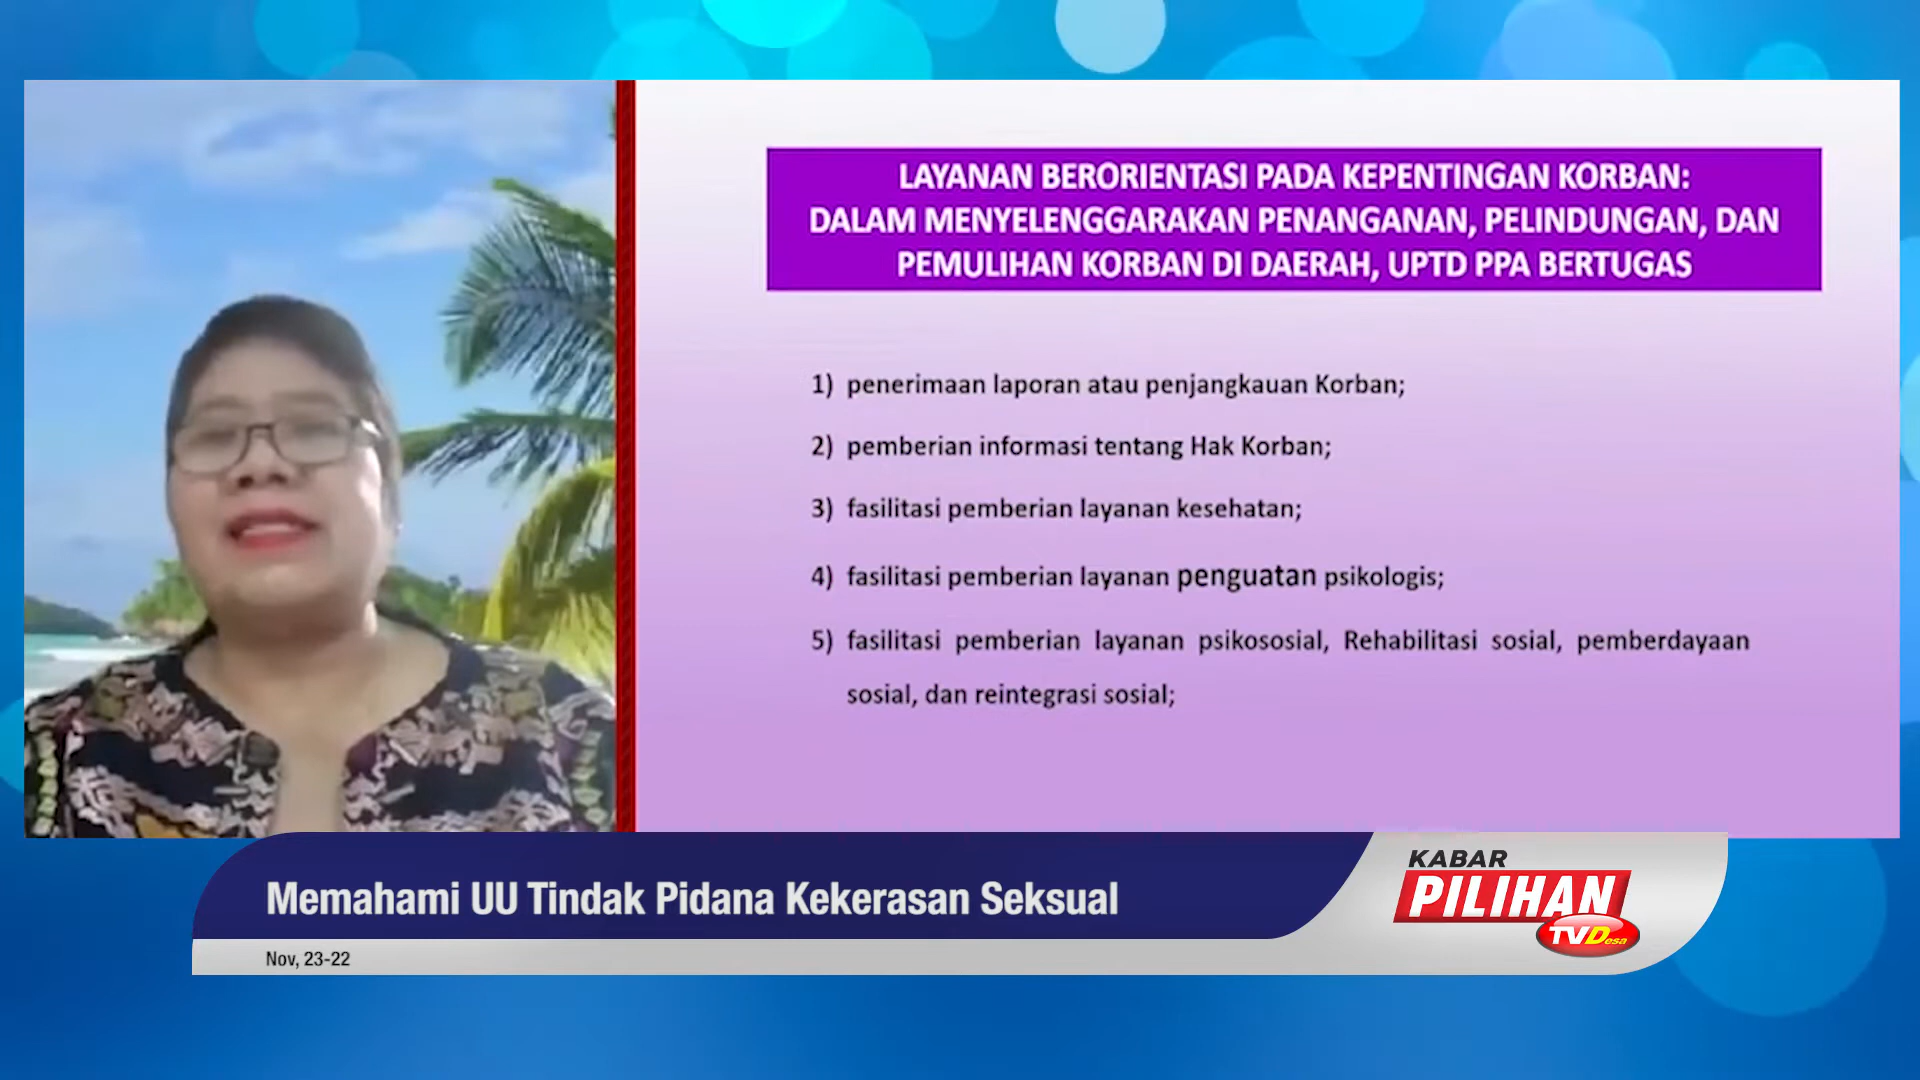 LAYANAN BERORIENTASI PADA KEPENTINGAN KORBAN:
DALAM MENYELENGGARAKAN PENANGANAN, PELINDUNGAN, DAN
PEMULIHAN KORBAN DI DAERAH, UPTD PPA BERTUGAS
1) penerimaan laporan atau penjangkauan Korban;
2) pemberian informasi tentang Hak Korban;
3) fasilitasi pemberian layanan kesehatan;
4) fasilitasi pemberian layanan penguatan psikologis;
5) fasilitasi pemberian layanan psikososial, Rehabilitasi sosial, pemberdayaan
sosial, dan reintegrasi sosial;
Memahami UU Tindak Pidana Kekerasan Seksual
Nov, 23-22
KABAR
PILIHAN
TVDesa